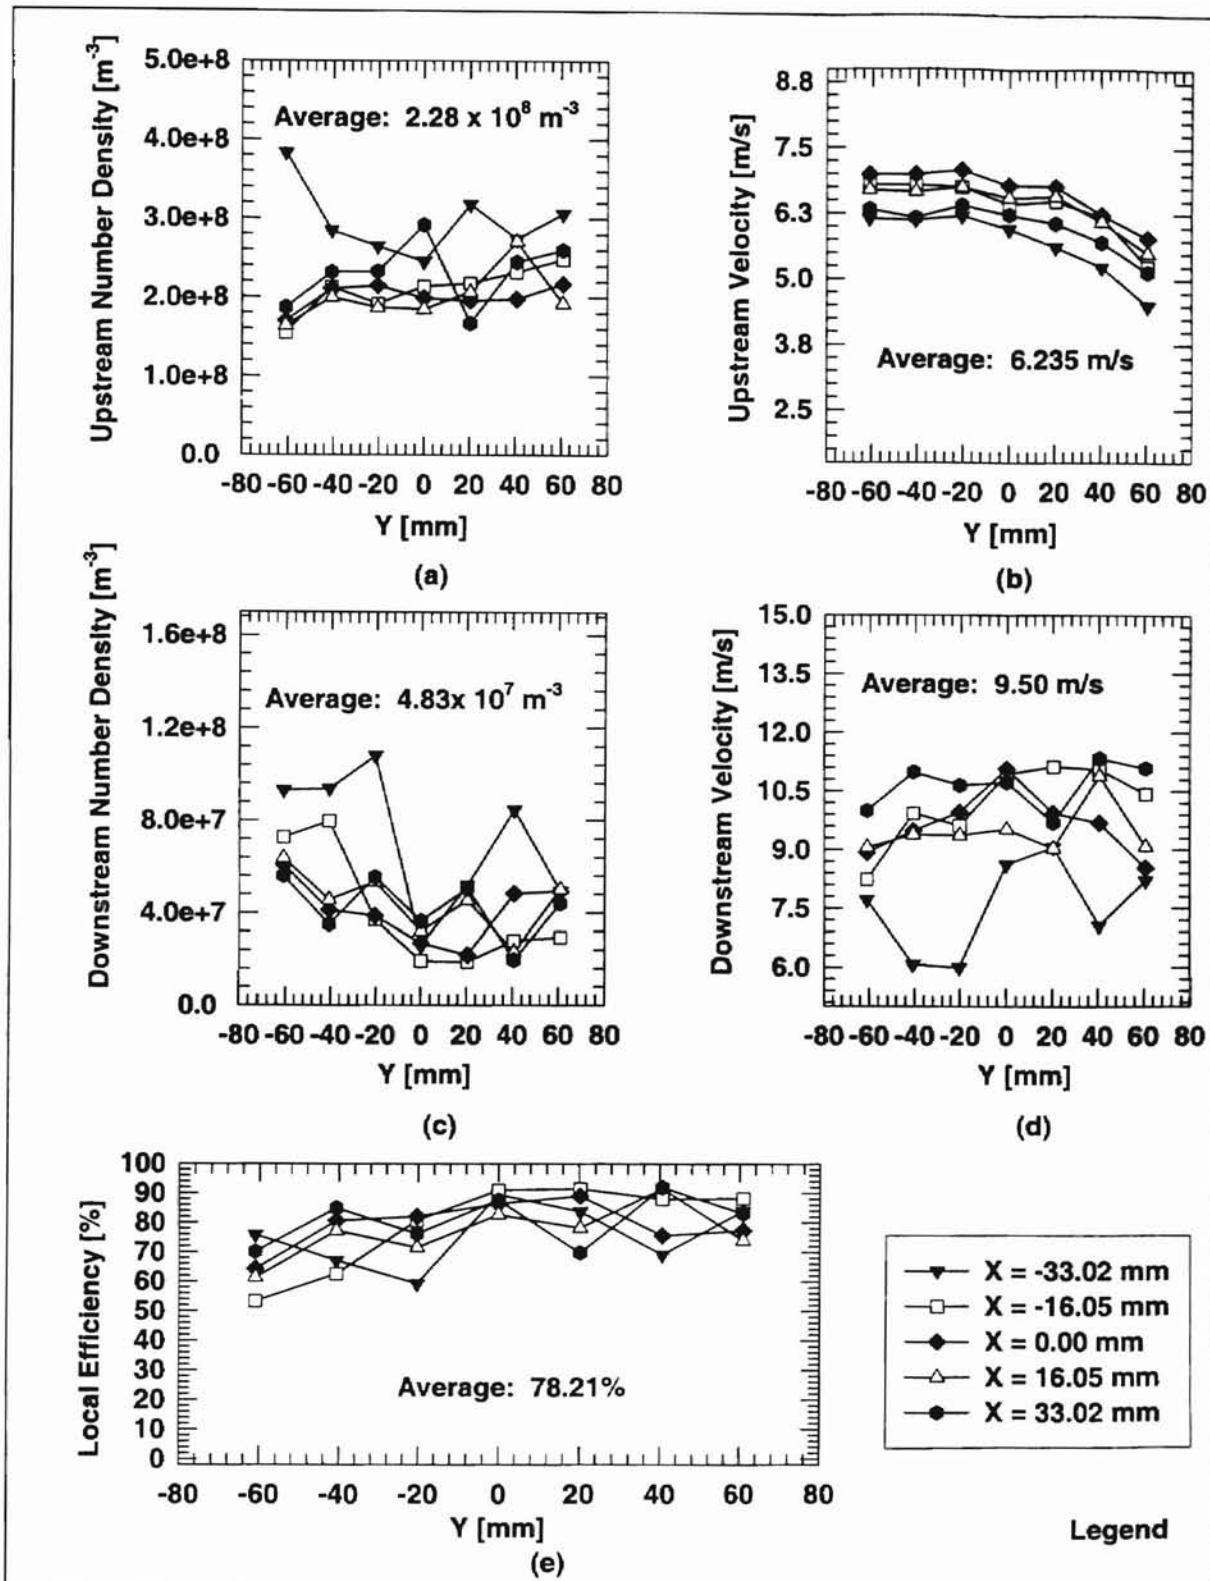 Upstream Number Density [m⁻³]
5.0e+8
4.0e+8
3.0e+8
2.0e+8
1.0e+8
0.0
Average: 2.28 x 10⁸ m⁻³
-80 -60 -40 -20 0 20 40 60 80
Y [mm]
(a)
Upstream Velocity [m/s]
8.8
7.5
6.3
5.0
3.8
2.5
Average: 6.235 m/s
-80 -60 -40 -20 0 20 40 60 80
Y [mm]
(b)
Downstream Number Density [m⁻³]
1.6e+8
1.2e+8
8.0e+7
4.0e+7
0.0
Average: 4.83x 10⁷ m⁻³
-80 -60 -40 -20 0 20 40 60 80
Y [mm]
(c)
Downstream Velocity [m/s]
15.0
13.5
12.0
10.5
9.0
7.5
6.0
Average: 9.50 m/s
-80 -60 -40 -20 0 20 40 60 80
Y [mm]
(d)
Local Efficiency [%]
100
90
80
70
60
50
40
30
20
10
0
Average: 78.21%
-80 -60 -40 -20 0 20 40 60 80
Y [mm]
(e)
X = -33.02 mm
X = -16.05 mm
X = 0.00 mm
X = 16.05 mm
X = 33.02 mm
Legend